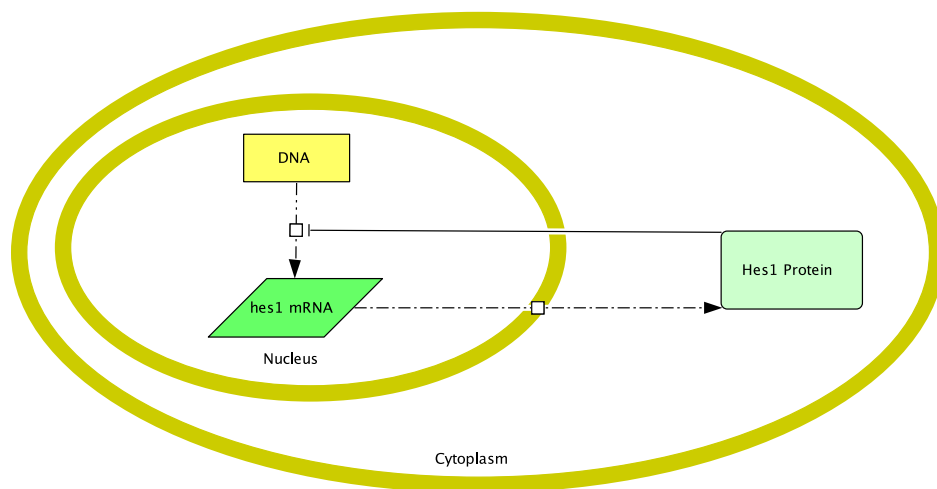 DNA
Hes1 Protein
hes1 mRNA
Nucleus
Cytoplasm